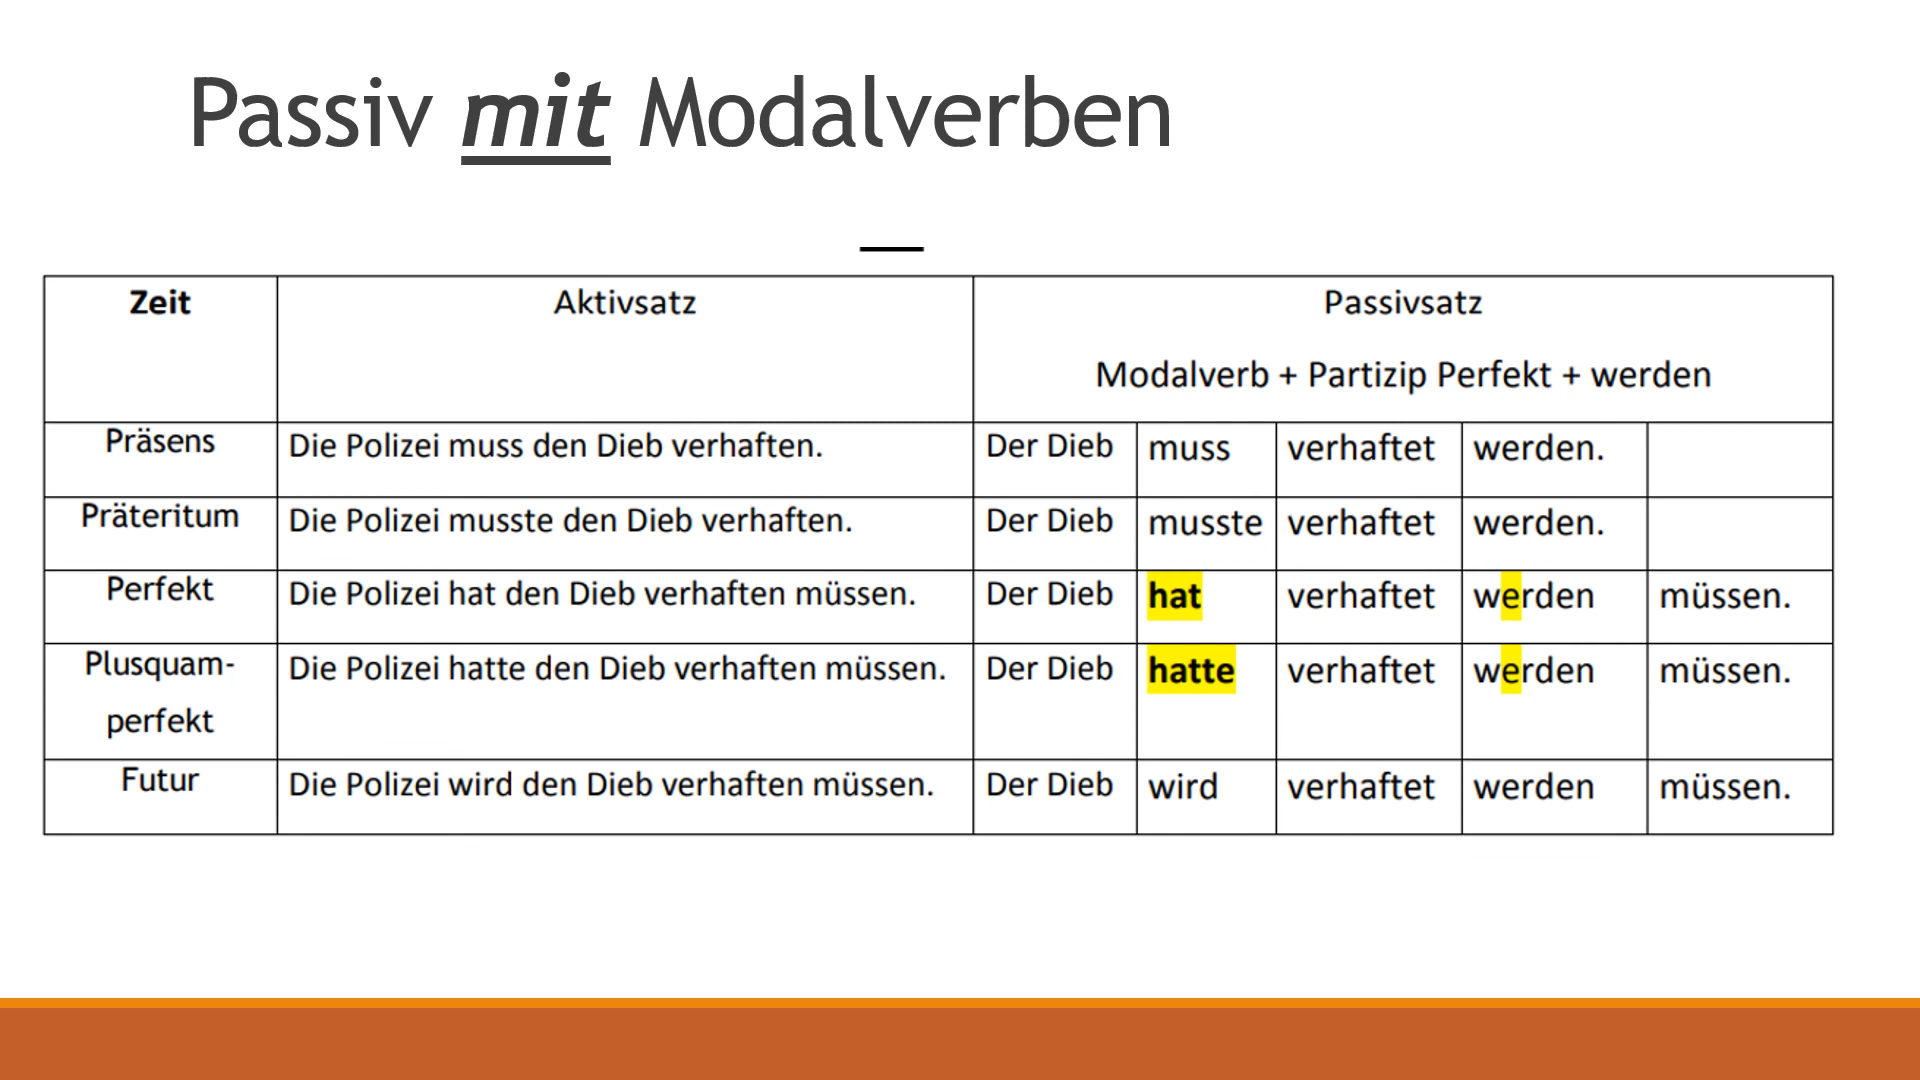 Passiv mit Modalverben
Zeit Aktivsatz Passivsatz
Modalverb + Partizip Perfekt + werden
Präsens Die Polizei muss den Dieb verhaften. Der Dieb muss verhaftet werden.
Präteritum Die Polizei musste den Dieb verhaften. Der Dieb musste verhaftet werden.
Perfekt Die Polizei hat den Dieb verhaften müssen. Der Dieb hat verhaftet werden müssen.
Plusquam- Die Polizei hatte den Dieb verhaften müssen. Der Dieb hatte verhaftet werden müssen.
perfekt
Futur Die Polizei wird den Dieb verhaften müssen. Der Dieb wird verhaftet werden müssen.